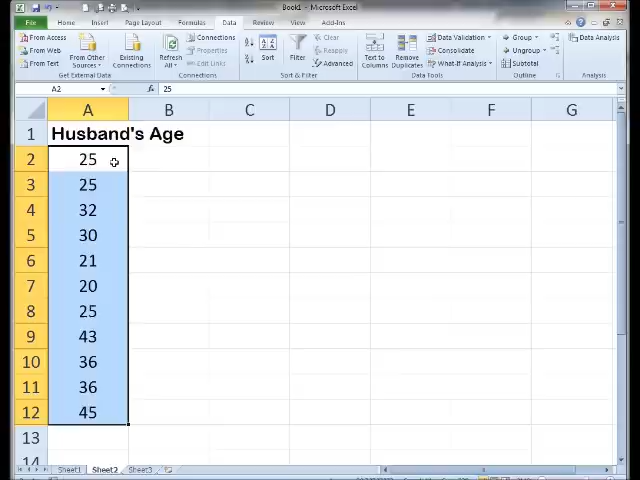 Book1 - Microsoft Excel
File Home Insert Page Layout Formulas Data Review View Add-Ins
From Access From Web From Text From Other Sources Existing Connections Get External Data
Refresh All Connections Properties Edit Links Connections
Sort Filter Clear Reapply Advanced Sort & Filter
Text to Columns Remove Duplicates Data Validation Consolidate What-If Analysis Data Tools
Group Ungroup Subtotal Outline
Data Analysis Analysis
A2 fx 25
A B C D E F G
1 Husband's Age
2 25
3 25
4 32
5 30
6 21
7 20
8 25
9 43
10 36
11 36
12 45
13
14
Sheet1 Sheet2 Sheet3